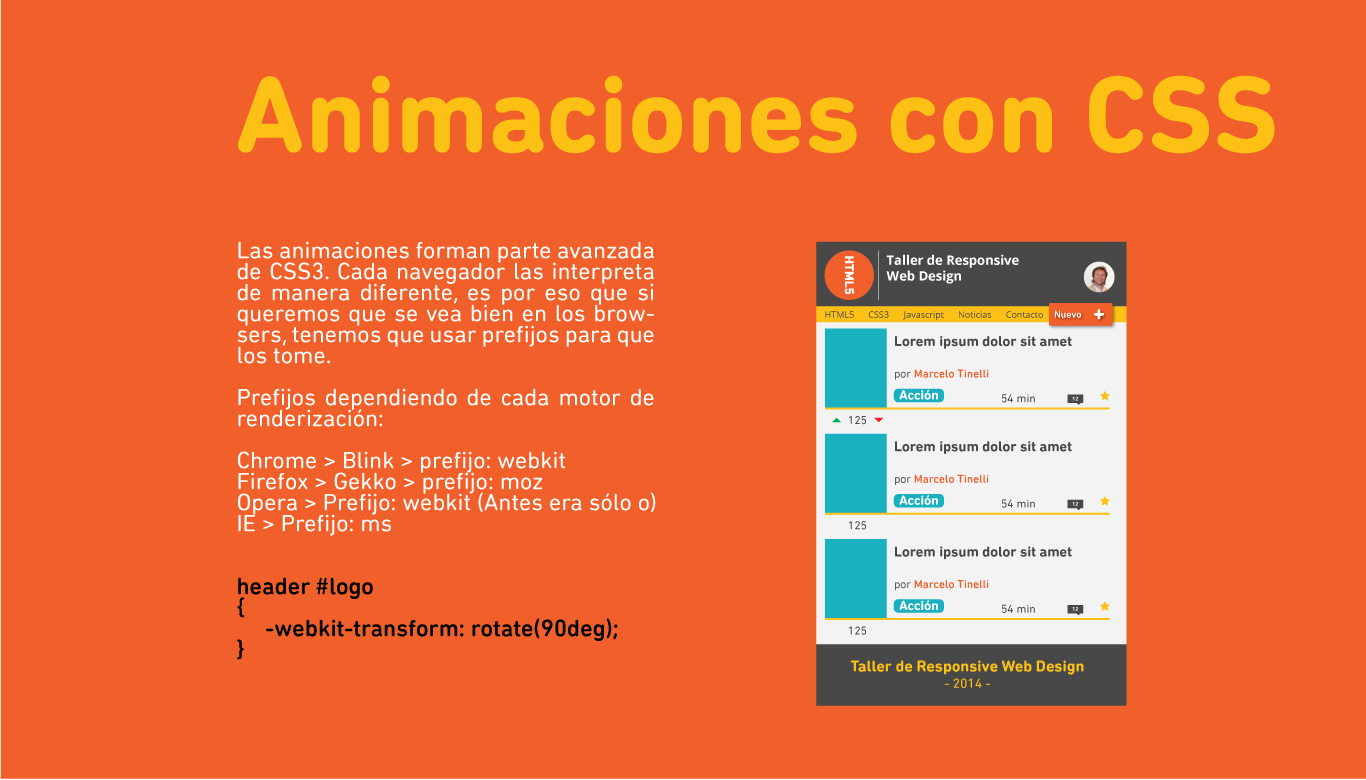 Animaciones con CSS
Las animaciones forman parte avanzada
de CSS3. Cada navegador las interpreta
de manera diferente, es por eso que si
queremos que se vea bien en los brow-
sers, tenemos que usar prefijos para que
los tome.
Prefijos dependiendo de cada motor de
renderización:
Chrome > Blink > prefijo: webkit
Firefox > Gekko > prefijo: moz
Opera > Prefijo: webkit (Antes era sólo o)
IE > Prefijo: ms
header #logo
{
-webkit-transform: rotate(90deg);
}
HTML5
Taller de Responsive
Web Design
HTML5 CSS3 Javascript Noticias Contacto Nuevo +
Lorem ipsum dolor sit amet
por Marcelo Tinelli
Acción 54 min 12
125
Lorem ipsum dolor sit amet
por Marcelo Tinelli
Acción 54 min 12
125
Lorem ipsum dolor sit amet
por Marcelo Tinelli
Acción 54 min 12
125
Taller de Responsive Web Design
- 2014 -